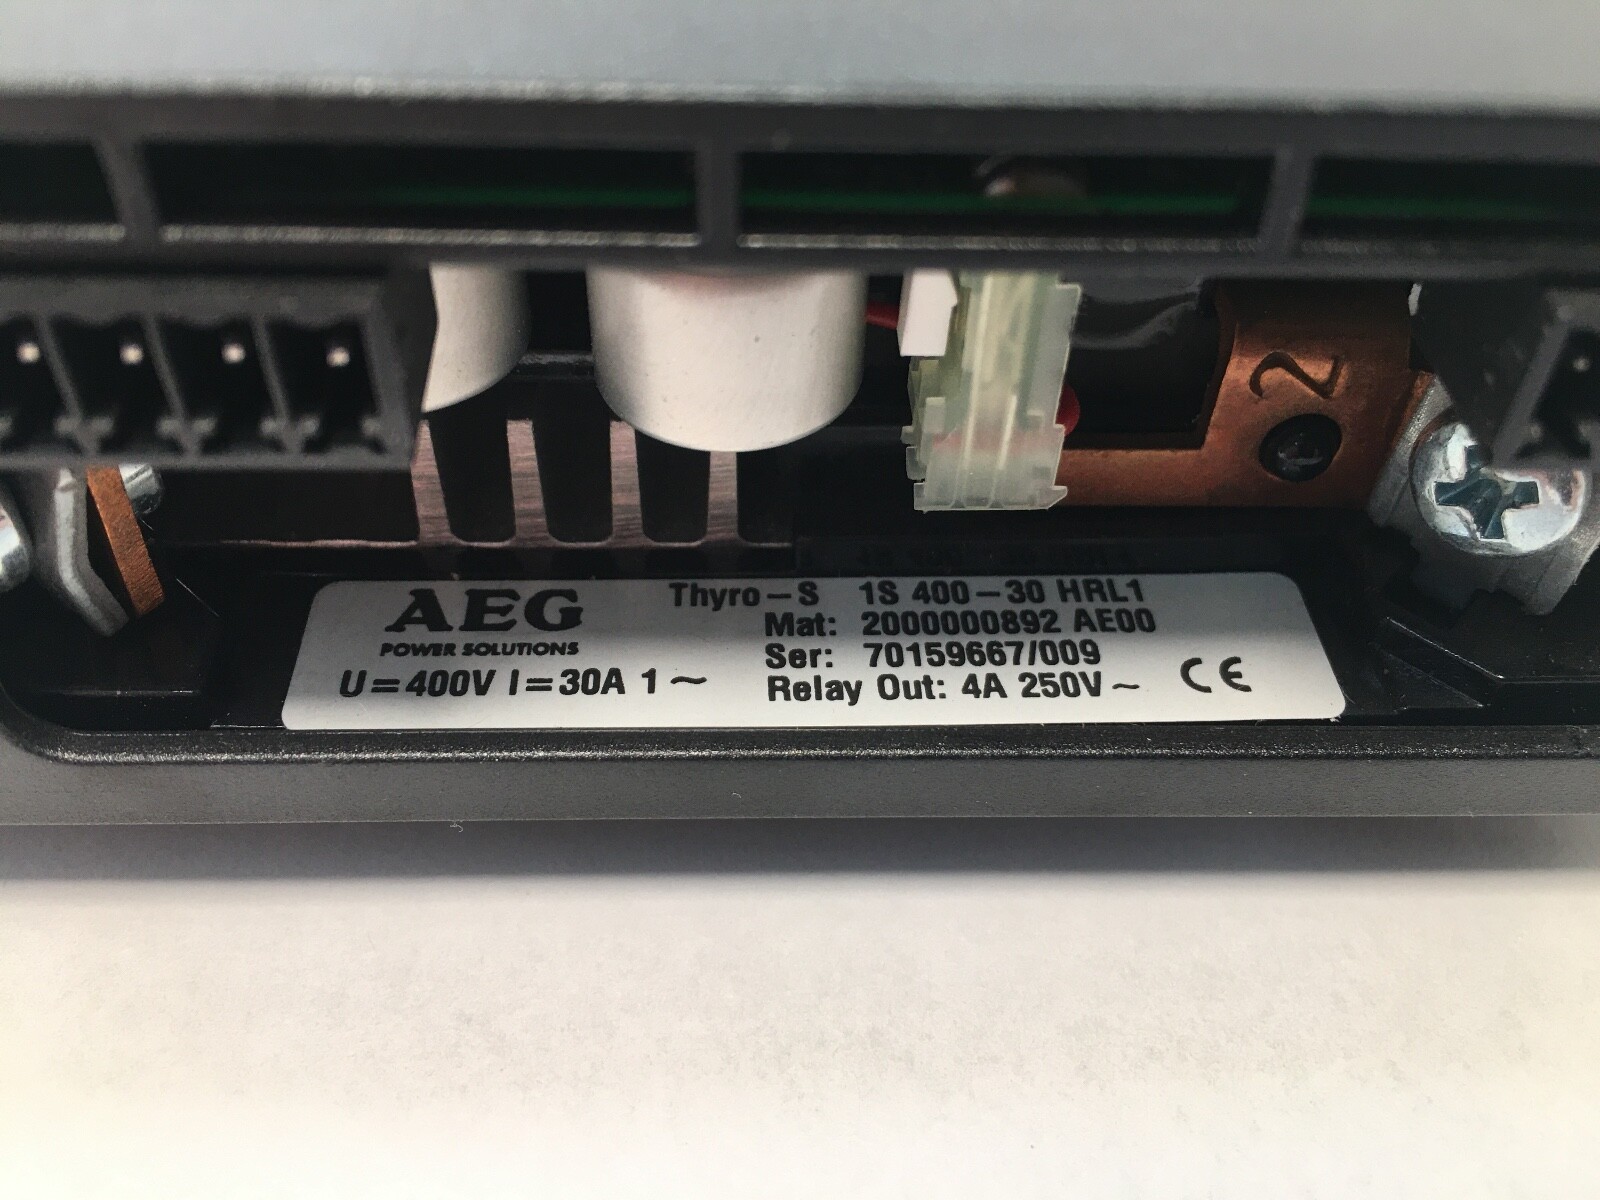 2
AEG
POWER SOLUTIONS
U=400V I=30A 1~
Thyro-S 1S 400-30 HRL1
Mat: 2000000892 AE00
Ser: 70159667/009
Relay Out: 4A 250V~
CE